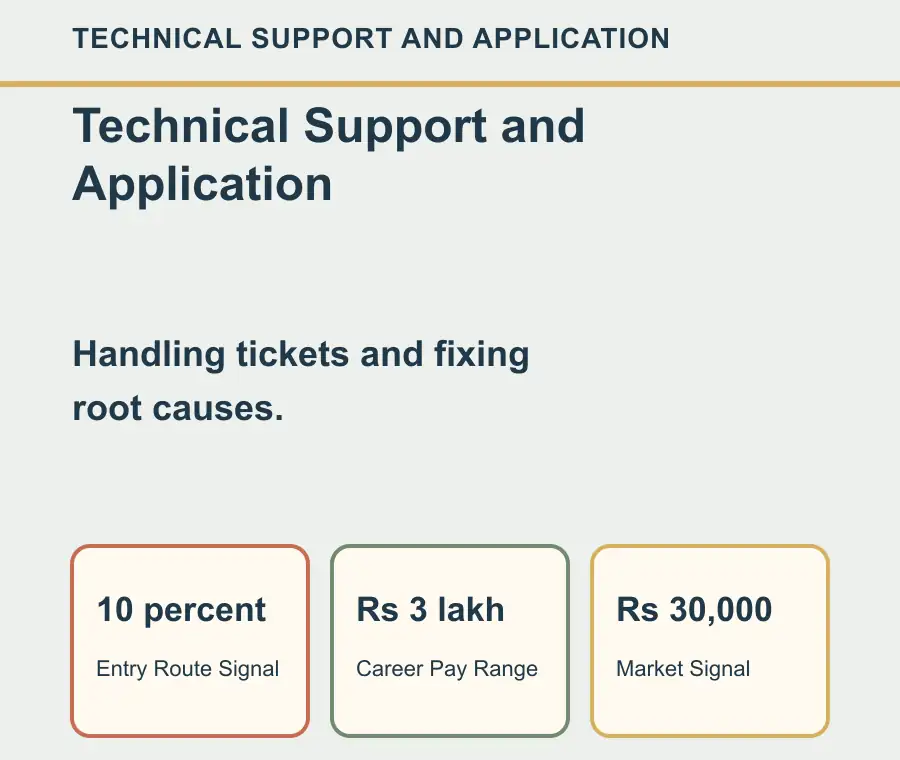 TECHNICAL SUPPORT AND APPLICATION
Technical Support and
Application
Handling tickets and fixing
root causes.
10 percent
Entry Route Signal
Rs 3 lakh
Career Pay Range
Rs 30,000
Market Signal